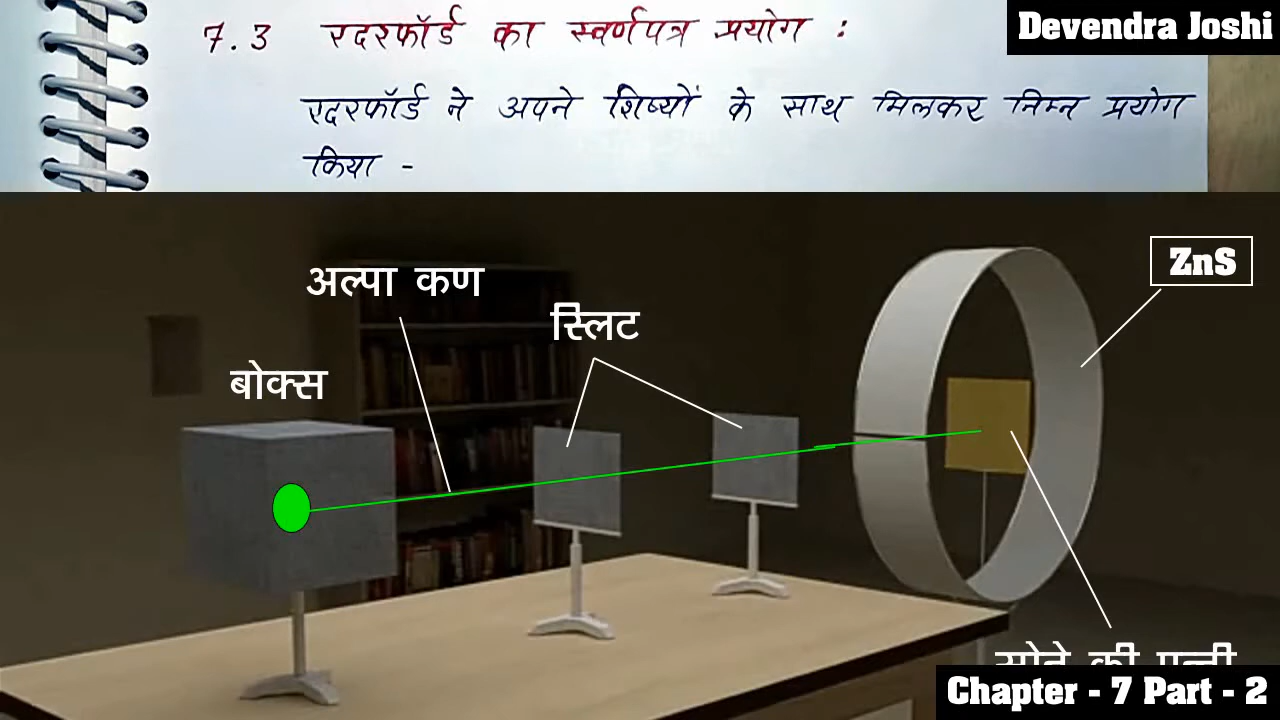 Devendra Joshi
7.3 रदरफॉर्ड का स्वर्णपत्र प्रयोग :
रदरफॉर्ड ने अपने शिष्यों के साथ मिलकर निम्न प्रयोग
किया -
ZnS
अल्पा कण
स्लिट
बोक्स
सोने की पन्नी
Chapter - 7 Part - 2